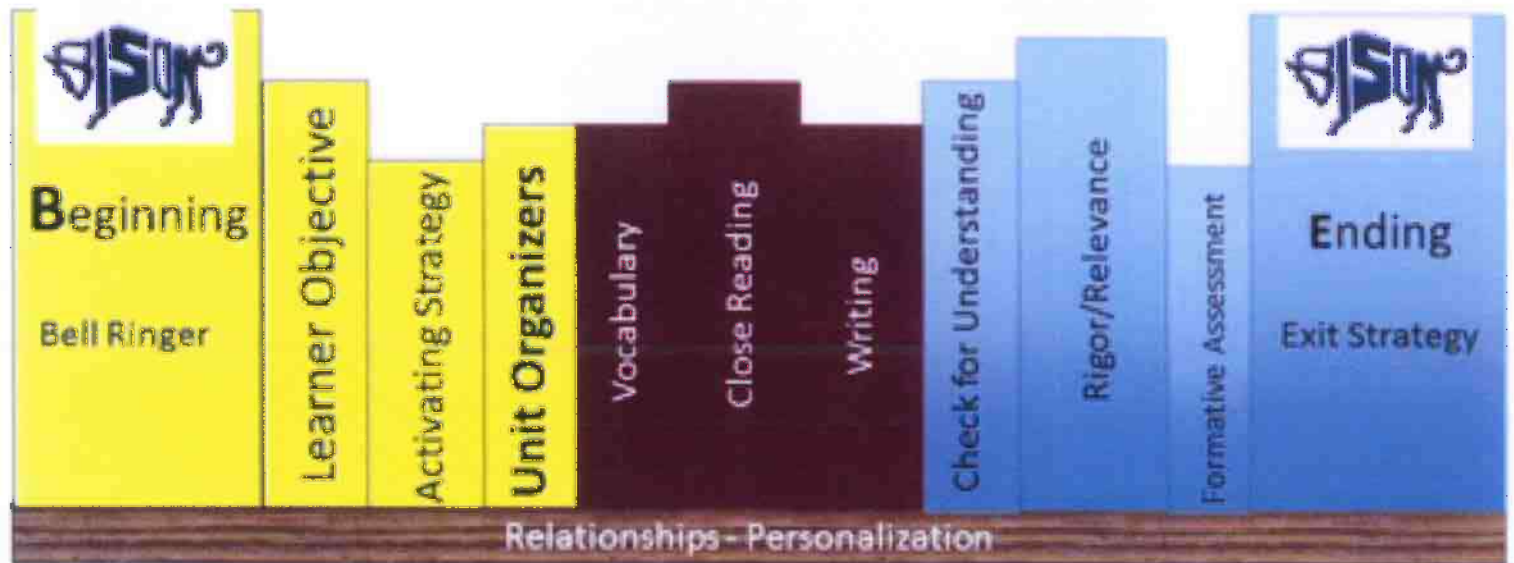 BISON
Beginning
Bell Ringer
Learner Objective
Activating Strategy
Unit Organizers
Vocabulary
Close Reading
Writing
Check for Understanding
Rigor/Relevance
Formative Assessment
BISON
Ending
Exit Strategy
Relationships - Personalization